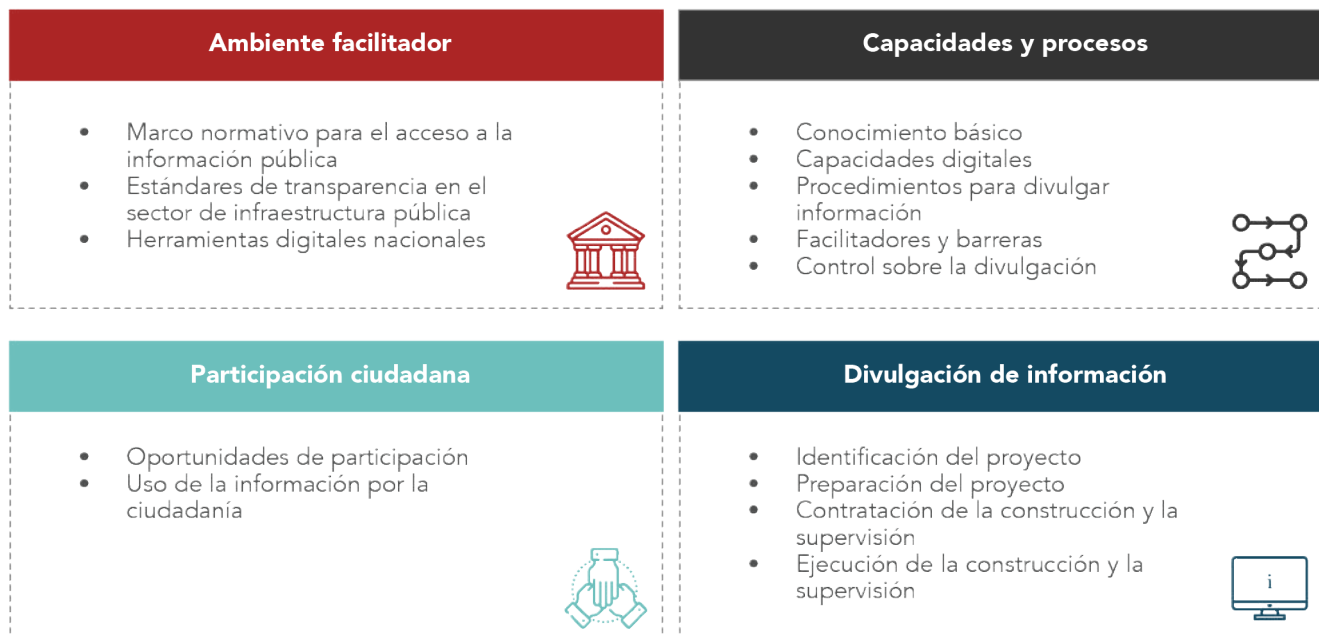 Ambiente facilitador
• Marco normativo para el acceso a la
información pública
• Estándares de transparencia en el
sector de infraestructura pública
• Herramientas digitales nacionales
Capacidades y procesos
• Conocimiento básico
• Capacidades digitales
• Procedimientos para divulgar
información
• Facilitadores y barreras
• Control sobre la divulgación
Participación ciudadana
• Oportunidades de participación
• Uso de la información por la
ciudadanía
Divulgación de información
• Identificación del proyecto
• Preparación del proyecto
• Contratación de la construcción y la
supervisión
• Ejecución de la construcción y la
supervisión
i